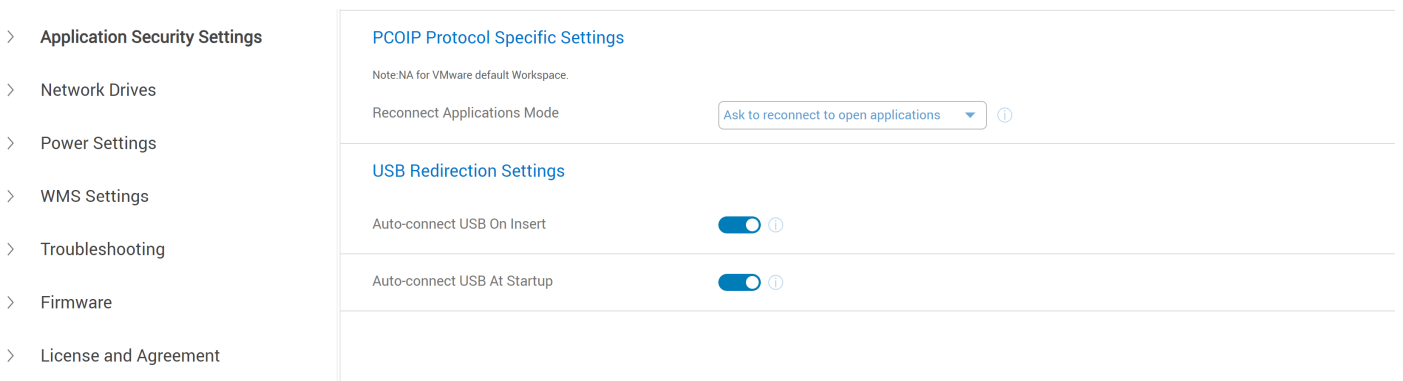 Application Security Settings
Network Drives
Power Settings
WMS Settings
Troubleshooting
Firmware
License and Agreement
PCOIP Protocol Specific Settings
Note:NA for VMware default Workspace.
Reconnect Applications Mode
Ask to reconnect to open applications
USB Redirection Settings
Auto-connect USB On Insert
Auto-connect USB At Startup